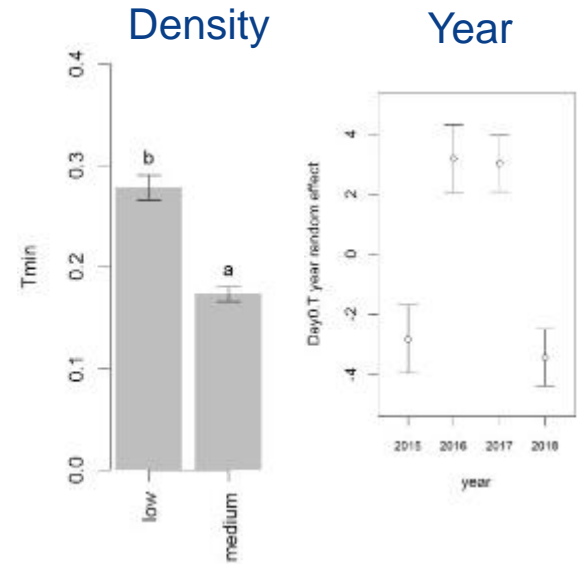 Density
Year
Tmin
0.4
0.3
0.2
0.1
0.0
b
a
low
medium
Day0.T year random effect
4
2
0
-2
-4
2015
2016
2017
2018
year